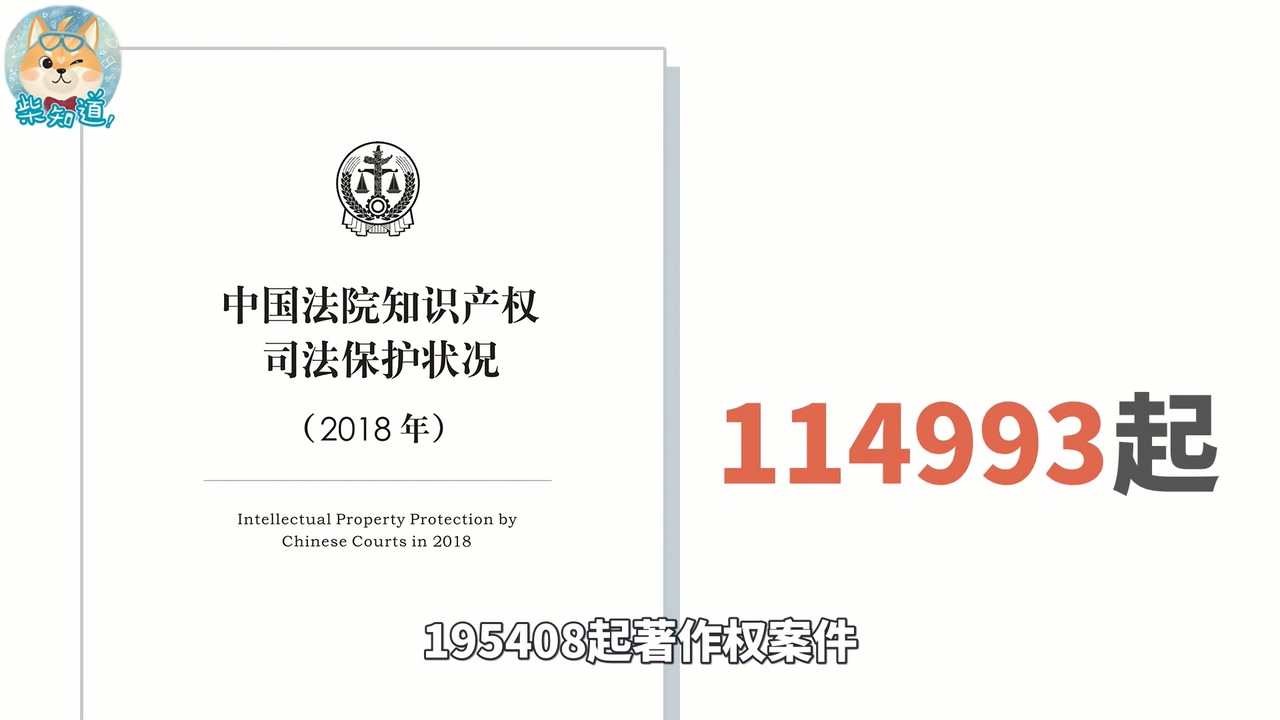 柴知道!
中国法院知识产权
司法保护状况
（2018 年）
Intellectual Property Protection by
Chinese Courts in 2018
114993起
195408起著作权案件